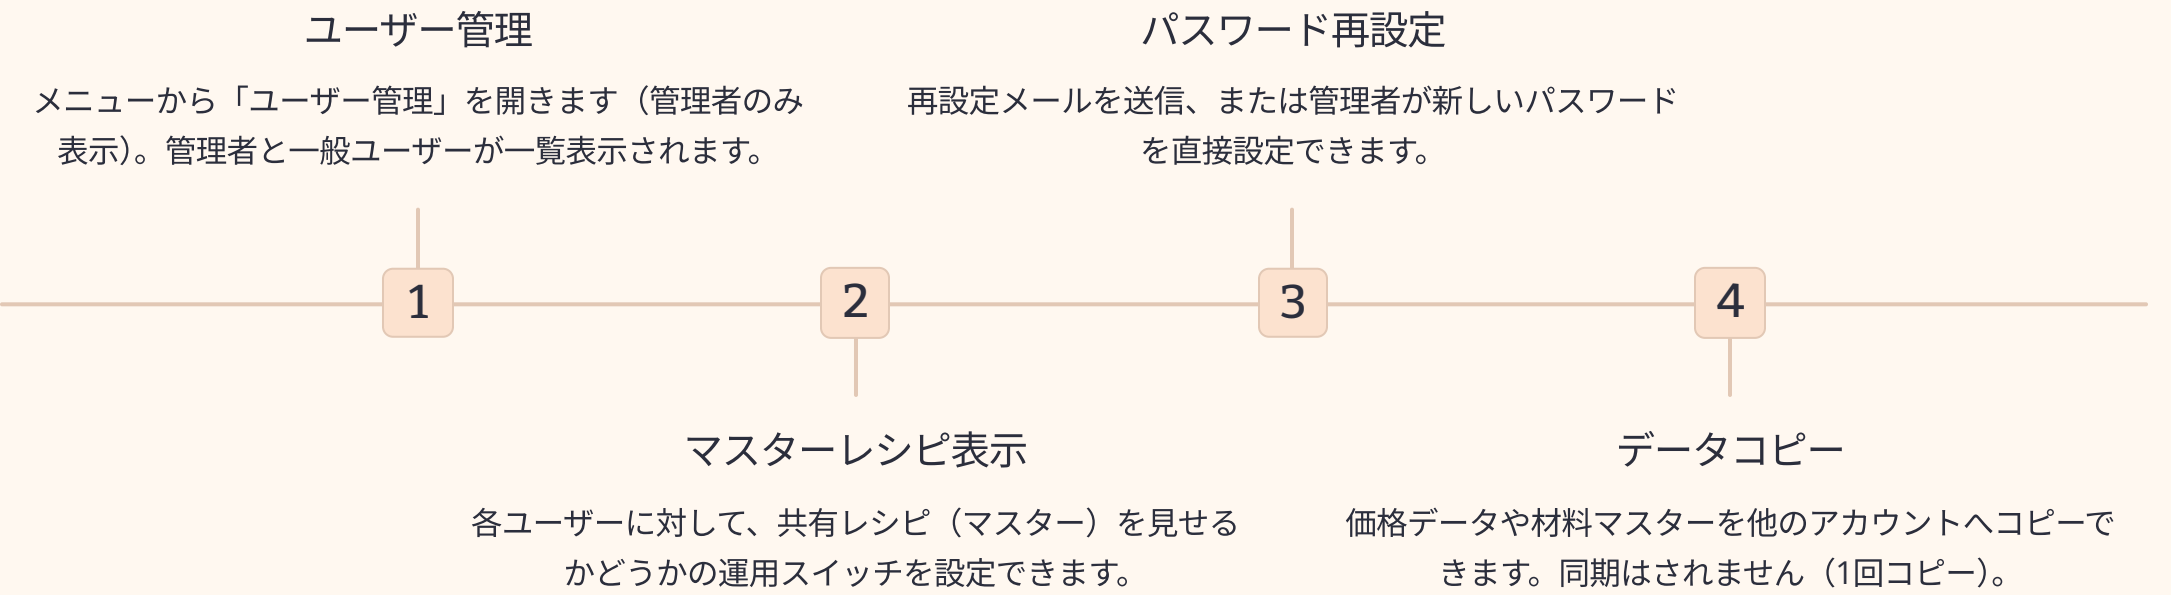 ユーザー管理
メニューから「ユーザー管理」を開きます（管理者のみ
表示）。管理者と一般ユーザーが一覧表示されます。
パスワード再設定
再設定メールを送信、または管理者が新しいパスワード
を直接設定できます。
1
2
3
4
マスターレシピ表示
各ユーザーに対して、共有レシピ（マスター）を見せる
かどうかの運用スイッチを設定できます。
データコピー
価格データや材料マスターを他のアカウントへコピーで
きます。同期はされません（1回コピー）。